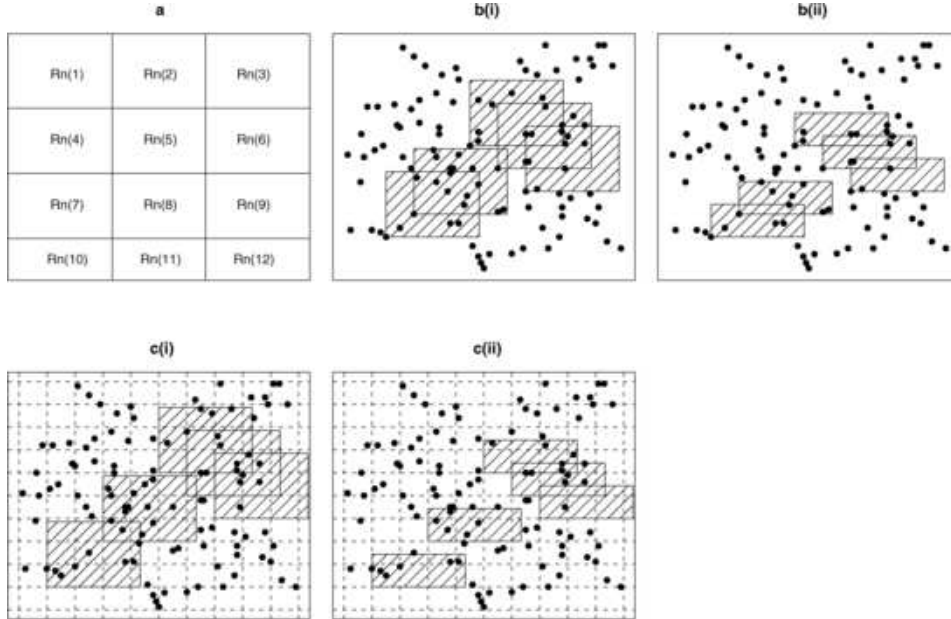 a b(i) b(ii)
Rn(1) Rn(2) Rn(3)
Rn(4) Rn(5) Rn(6)
Rn(7) Rn(8) Rn(9)
Rn(10) Rn(11) Rn(12)
c(i) c(ii)